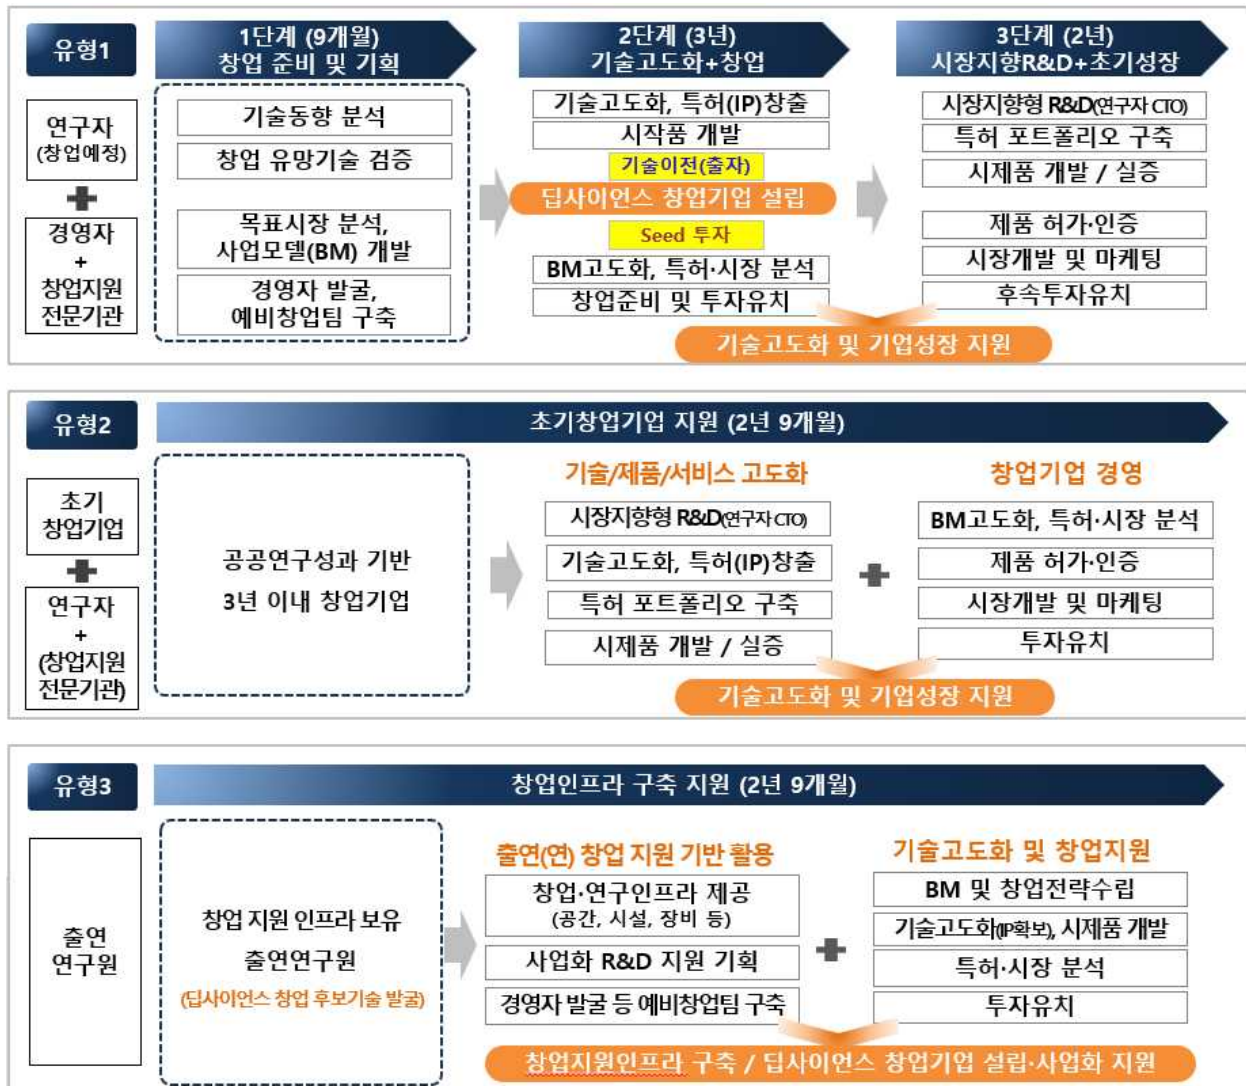 유형1
1단계 (9개월)
창업 준비 및 기획
2단계 (3년)
기술고도화+창업
3단계 (2년)
시장지향R&D+초기성장
연구자
(창업예정)
경영자
+
창업지원
전문기관
기술동향 분석
창업 유망기술 검증
목표시장 분석,
사업모델(BM) 개발
경영자 발굴,
예비창업팀 구축
기술고도화, 특허(IP)창출
시작품 개발
기술이전(출자)
딥사이언스 창업기업 설립
Seed 투자
BM고도화, 특허·시장 분석
창업준비 및 투자유치
시장지향형 R&D(연구자 CTO)
특허 포트폴리오 구축
시제품 개발 / 실증
제품 허가·인증
시장개발 및 마케팅
후속투자유치
기술고도화 및 기업성장 지원
유형2
초기창업기업 지원 (2년 9개월)
초기
창업기업
연구자
+
(창업지원
전문기관)
공공연구성과 기반
3년 이내 창업기업
기술/제품/서비스 고도화
시장지향형 R&D(연구자 CTO)
기술고도화, 특허(IP)창출
특허 포트폴리오 구축
시제품 개발 / 실증
창업기업 경영
BM고도화, 특허·시장 분석
제품 허가·인증
시장개발 및 마케팅
투자유치
기술고도화 및 기업성장 지원
유형3
창업인프라 구축 지원 (2년 9개월)
출연
연구원
창업 지원 인프라 보유
출연연구원
(딥사이언스 창업 후보기술 발굴)
출연(연) 창업 지원 기반 활용
창업·연구인프라 제공
(공간, 시설, 장비 등)
사업화 R&D 지원 기획
경영자 발굴 등 예비창업팀 구축
기술고도화 및 창업지원
BM 및 창업전략수립
기술고도화(IP확보), 시제품 개발
특허·시장 분석
투자유치
창업지원인프라 구축 / 딥사이언스 창업기업 설립·사업화 지원